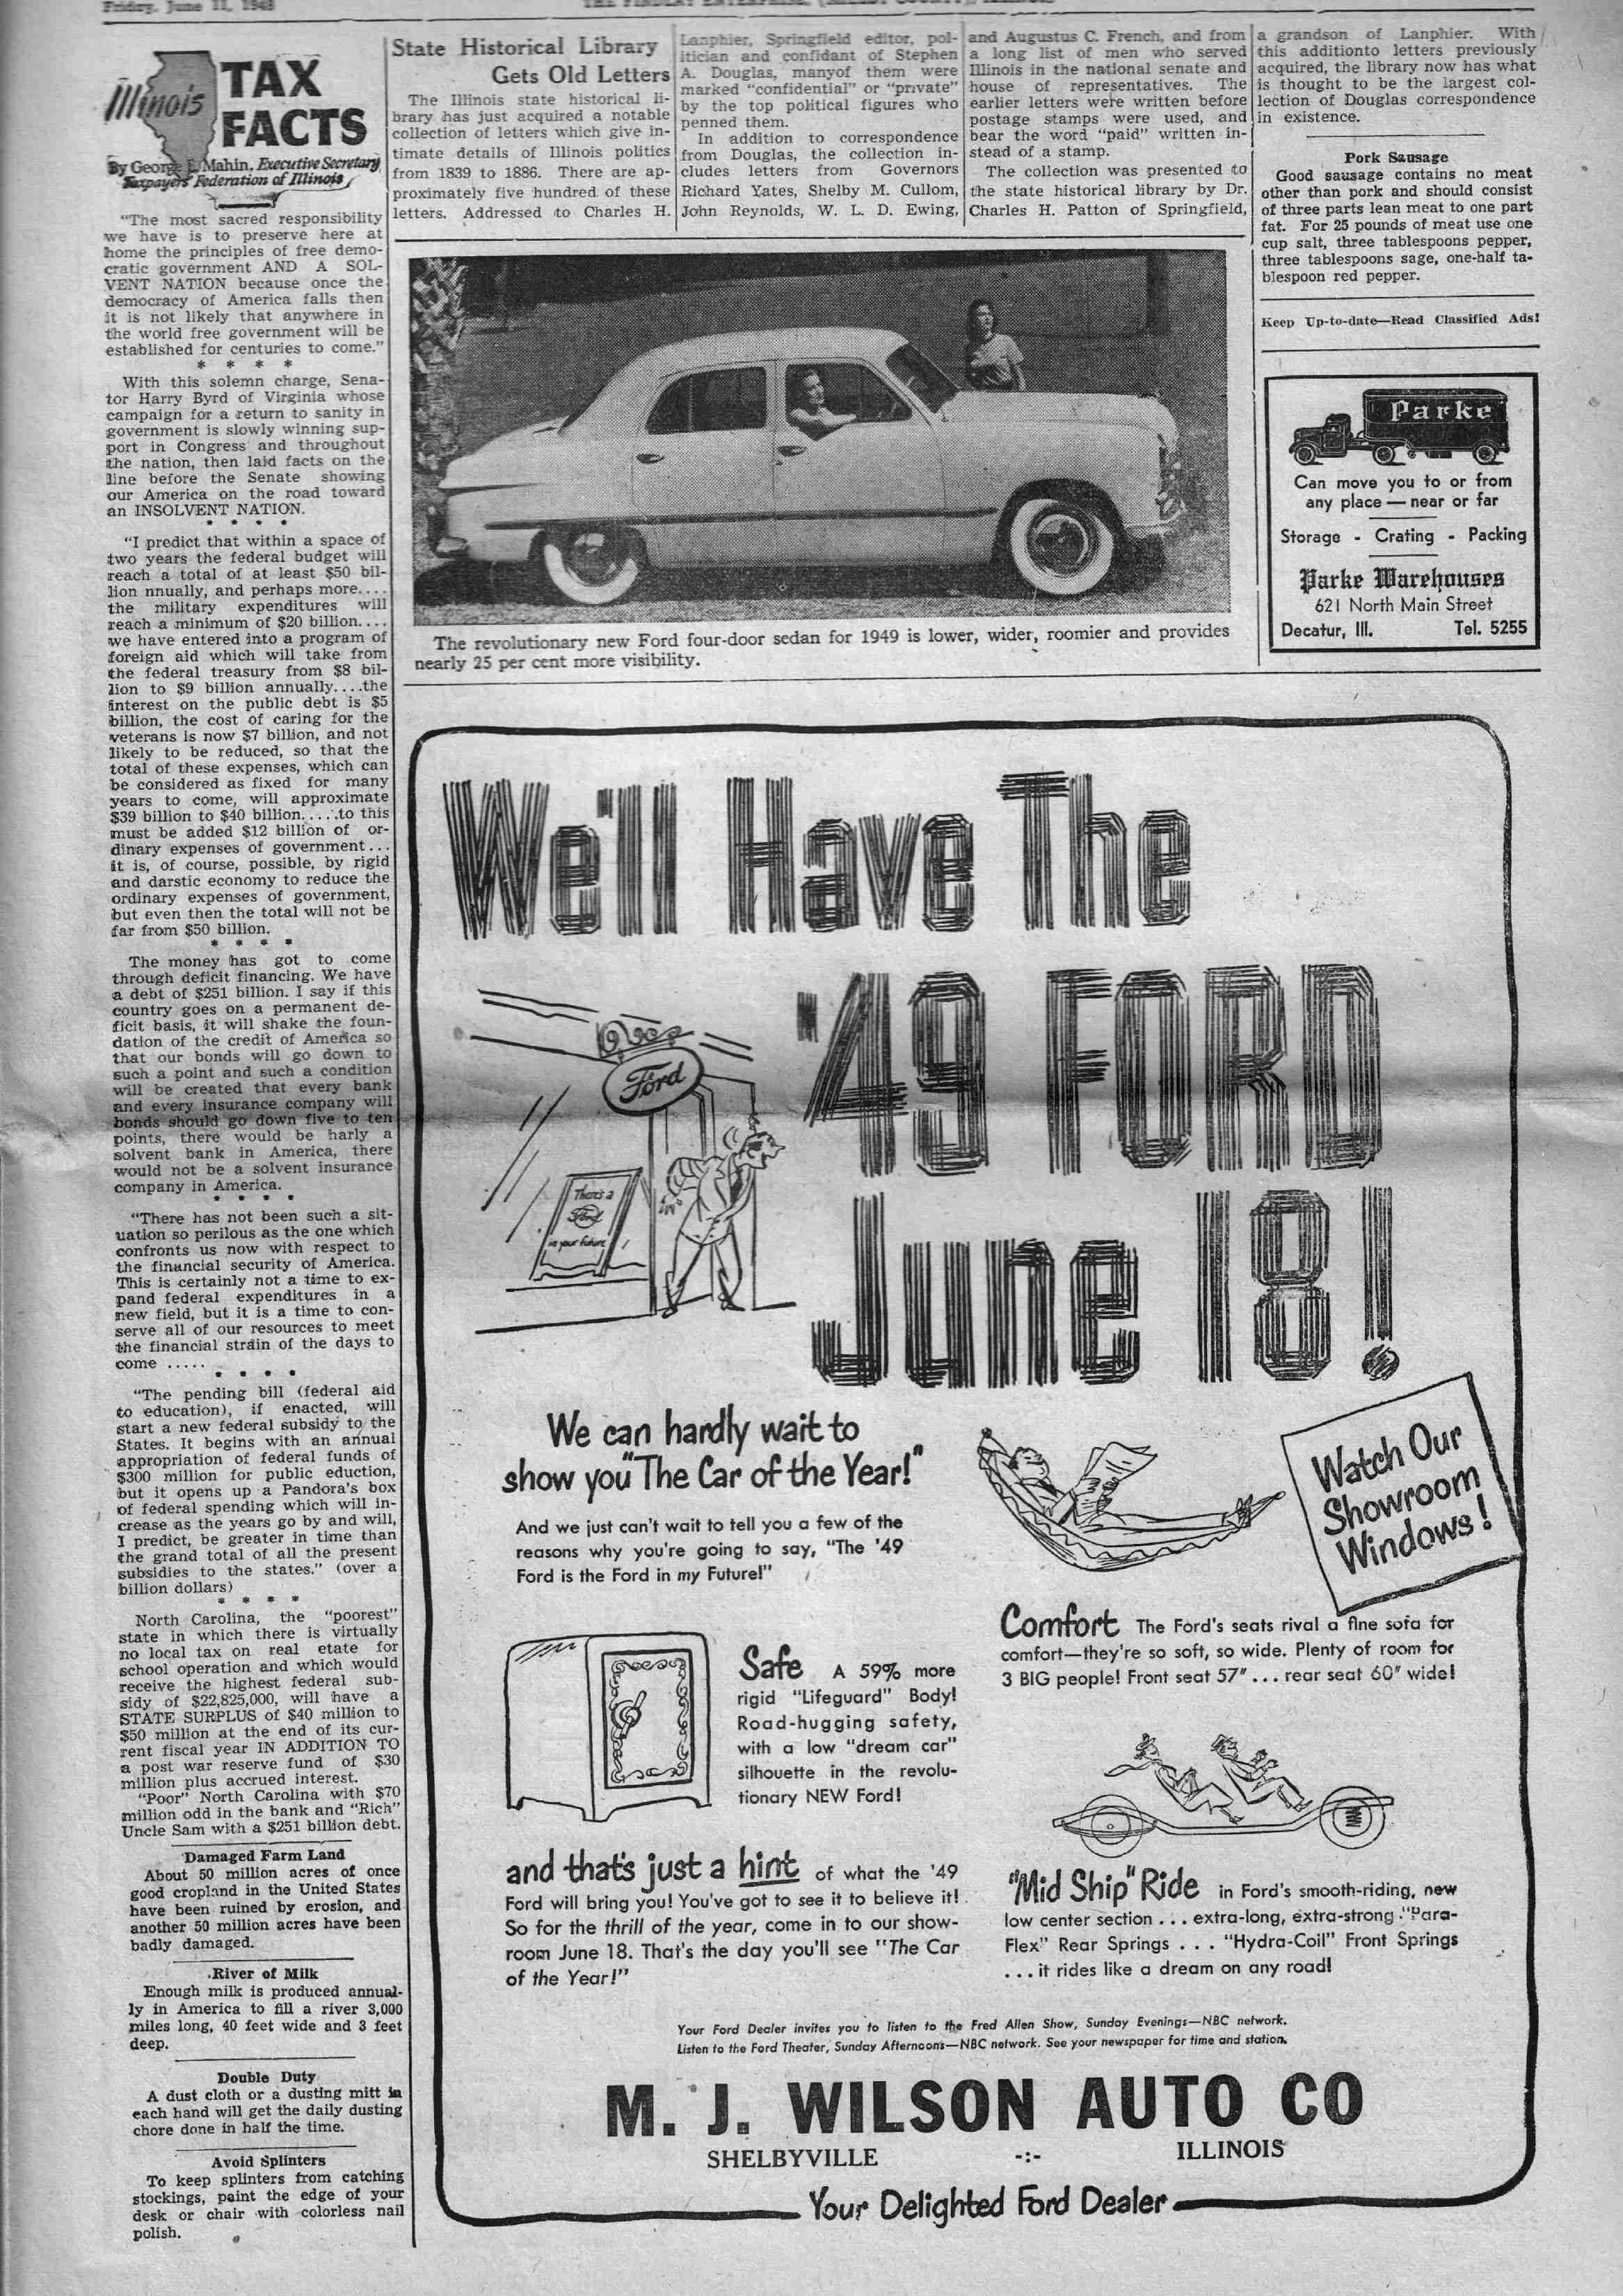 Friday, June 11, 1948
THE FINDLAY ENTERPRISE, (SHELBY COUNTY), ILLINOIS
Illinois
TAX
FACTS
By George E. Mahin, Executive Secretary
Taxpayers' Federation of Illinois
"The most sacred responsibility
we have is to preserve here at
home the principles of free demo-
cratic government AND A SOL-
VENT NATION because once the
democracy of America falls then
it is not likely that anywhere in
the world free government will be
established for centuries to come."
* * * *
With this solemn charge, Sena-
tor Harry Byrd of Virginia whose
campaign for a return to sanity in
government is slowly winning sup-
port in Congress and throughout
the nation, then laid facts on the
line before the Senate showing
our America on the road toward
an INSOLVENT NATION.
* * * *
"I predict that within a space of
two years the federal budget will
reach a total of at least $50 bil-
lion nnually, and perhaps more....
the military expenditures will
reach a minimum of $20 billion....
we have entered into a program of
foreign aid which will take from
the federal treasury from $8 bil-
lion to $9 billion annually....the
interest on the public debt is $5
billion, the cost of caring for the
veterans is now $7 billion, and not
likely to be reduced, so that the
total of these expenses, which can
be considered as fixed for many
years to come, will approximate
$39 billion to $40 billion.....to this
must be added $12 billion of or-
dinary expenses of government...
it is, of course, possible, by rigid
and darstic economy to reduce the
ordinary expenses of government,
but even then the total will not be
far from $50 billion.
* * * *
The money has got to come
through deficit financing. We have
a debt of $251 billion. I say if this
country goes on a permanent de-
ficit basis, it will shake the foun-
dation of the credit of America so
that our bonds will go down to
such a point and such a condition
will be created that every bank
and every insurance company will
bonds should go down five to ten
points, there would be harly a
solvent bank in America, there
would not be a solvent insurance
company in America.
* * * *
"There has not been such a sit-
uation so perilous as the one which
confronts us now with respect to
the financial security of America.
This is certainly not a time to ex-
pand federal expenditures in a
new field, but it is a time to con-
serve all of our resources to meet
the financial strain of the days to
come .....
* * * *
"The pending bill (federal aid
to education), if enacted, will
start a new federal subsidy to the
States. It begins with an annual
appropriation of federal funds of
$300 million for public eduction,
but it opens up a Pandora's box
of federal spending which will in-
crease as the years go by and will,
I predict, be greater in time than
the grand total of all the present
subsidies to the states." (over a
billion dollars)
* * * *
North Carolina, the "poorest"
state in which there is virtually
no local tax on real etate for
school operation and which would
receive the highest federal sub-
sidy of $22,825,000, will have a
STATE SURPLUS of $40 million to
$50 million at the end of its cur-
rent fiscal year IN ADDITION TO
a post war reserve fund of $30
million plus accrued interest.
"Poor" North Carolina with $70
million odd in the bank and "Rich"
Uncle Sam with a $251 billion debt.
Damaged Farm Land
About 50 million acres of once
good cropland in the United States
have been ruined by erosion, and
another 50 million acres have been
badly damaged.
River of Milk
Enough milk is produced annual-
ly in America to fill a river 3,000
miles long, 40 feet wide and 3 feet
deep.
Double Duty
A dust cloth or a dusting mitt in
each hand will get the daily dusting
chore done in half the time.
Avoid Splinters
To keep splinters from catching
stockings, paint the edge of your
desk or chair with colorless nail
polish.
State Historical Library
Gets Old Letters
The Illinois state historical li-
brary has just acquired a notable
collection of letters which give in-
timate details of Illinois politics
from 1839 to 1886. There are ap-
proximately five hundred of these
letters. Addressed to Charles H.
Lanphier, Springfield editor, pol-
itician and confidant of Stephen
A. Douglas, manyof them were
marked "confidential" or "private"
by the top political figures who
penned them.
In addition to correspondence
from Douglas, the collection in-
cludes letters from Governors
Richard Yates, Shelby M. Cullom,
John Reynolds, W. L. D. Ewing,
and Augustus C. French, and from
a long list of men who served
Illinois in the national senate and
house of representatives. The
earlier letters were written before
postage stamps were used, and
bear the word "paid" written in-
stead of a stamp.
The collection was presented to
the state historical library by Dr.
Charles H. Patton of Springfield,
a grandson of Lanphier. With
this additionto letters previously
acquired, the library now has what
is thought to be the largest col-
lection of Douglas correspondence
in existence.
Pork Sausage
Good sausage contains no meat
other than pork and should consist
of three parts lean meat to one part
fat. For 25 pounds of meat use one
cup salt, three tablespoons pepper,
three tablespoons sage, one-half ta-
blespoon red pepper.
Keep Up-to-date—Read Classified Ads!
The revolutionary new Ford four-door sedan for 1949 is lower, wider, roomier and provides
nearly 25 per cent more visibility.
Parke
Can move you to or from
any place — near or far
Storage - Crating - Packing
Parke Warehouses
621 North Main Street
Decatur, Ill. Tel. 5255
We'll Have The
'49 FORD
June 18!
Ford
There's a
Ford
in your future
We can hardly wait to
show you "The Car of the Year!"
And we just can't wait to tell you a few of the
reasons why you're going to say, "The '49
Ford is the Ford in my Future!"
Watch Our
Showroom
Windows!
Safe A 59% more
rigid "Lifeguard" Body!
Road-hugging safety,
with a low "dream car"
silhouette in the revolu-
tionary NEW Ford!
Comfort The Ford's seats rival a fine sofa for
comfort—they're so soft, so wide. Plenty of room for
3 BIG people! Front seat 57" ... rear seat 60" wide!
and that's just a hint of what the '49
Ford will bring you! You've got to see it to believe it!
So for the thrill of the year, come in to our show-
room June 18. That's the day you'll see "The Car
of the Year!"
"Mid Ship" Ride in Ford's smooth-riding, new
low center section ... extra-long, extra-strong "Para-
Flex" Rear Springs . . . "Hydra-Coil" Front Springs
... it rides like a dream on any road!
Your Ford Dealer invites you to listen to the Fred Allen Show, Sunday Evenings—NBC network.
Listen to the Ford Theater, Sunday Afternoons—NBC network. See your newspaper for time and station.
M. J. WILSON AUTO CO
SHELBYVILLE -:- ILLINOIS
Your Delighted Ford Dealer